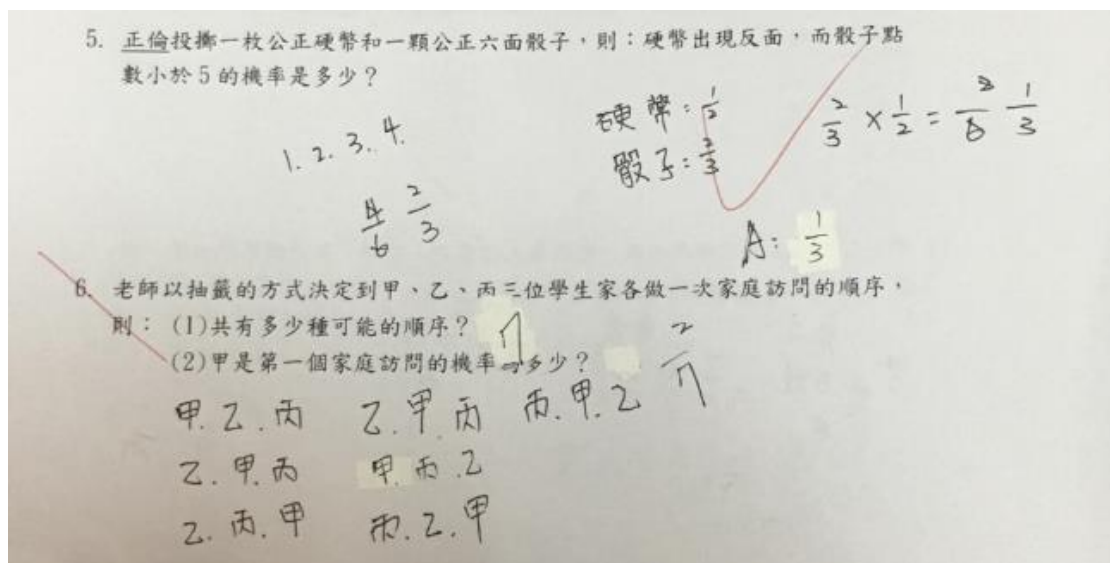 5. 正倫投擲一枚公正硬幣和一顆公正六面骰子，則：硬幣出現反面，而骰子點
數小於5的機率是多少？
1. 2. 3. 4.
4/6 2/3
硬幣：1/2
骰子：2/3
2/3 × 1/2 = 2/6 1/3
A： 1/3
6. 老師以抽籤的方式決定到甲、乙、丙三位學生家各做一次家庭訪問的順序，
則：(1)共有多少種可能的順序？ 7
(2)甲是第一個家庭訪問的機率 多少？ 2/7
甲.乙.丙 乙.甲.丙 丙.甲.乙
乙.甲.丙 甲.丙.乙
乙.丙.甲 丙.乙.甲